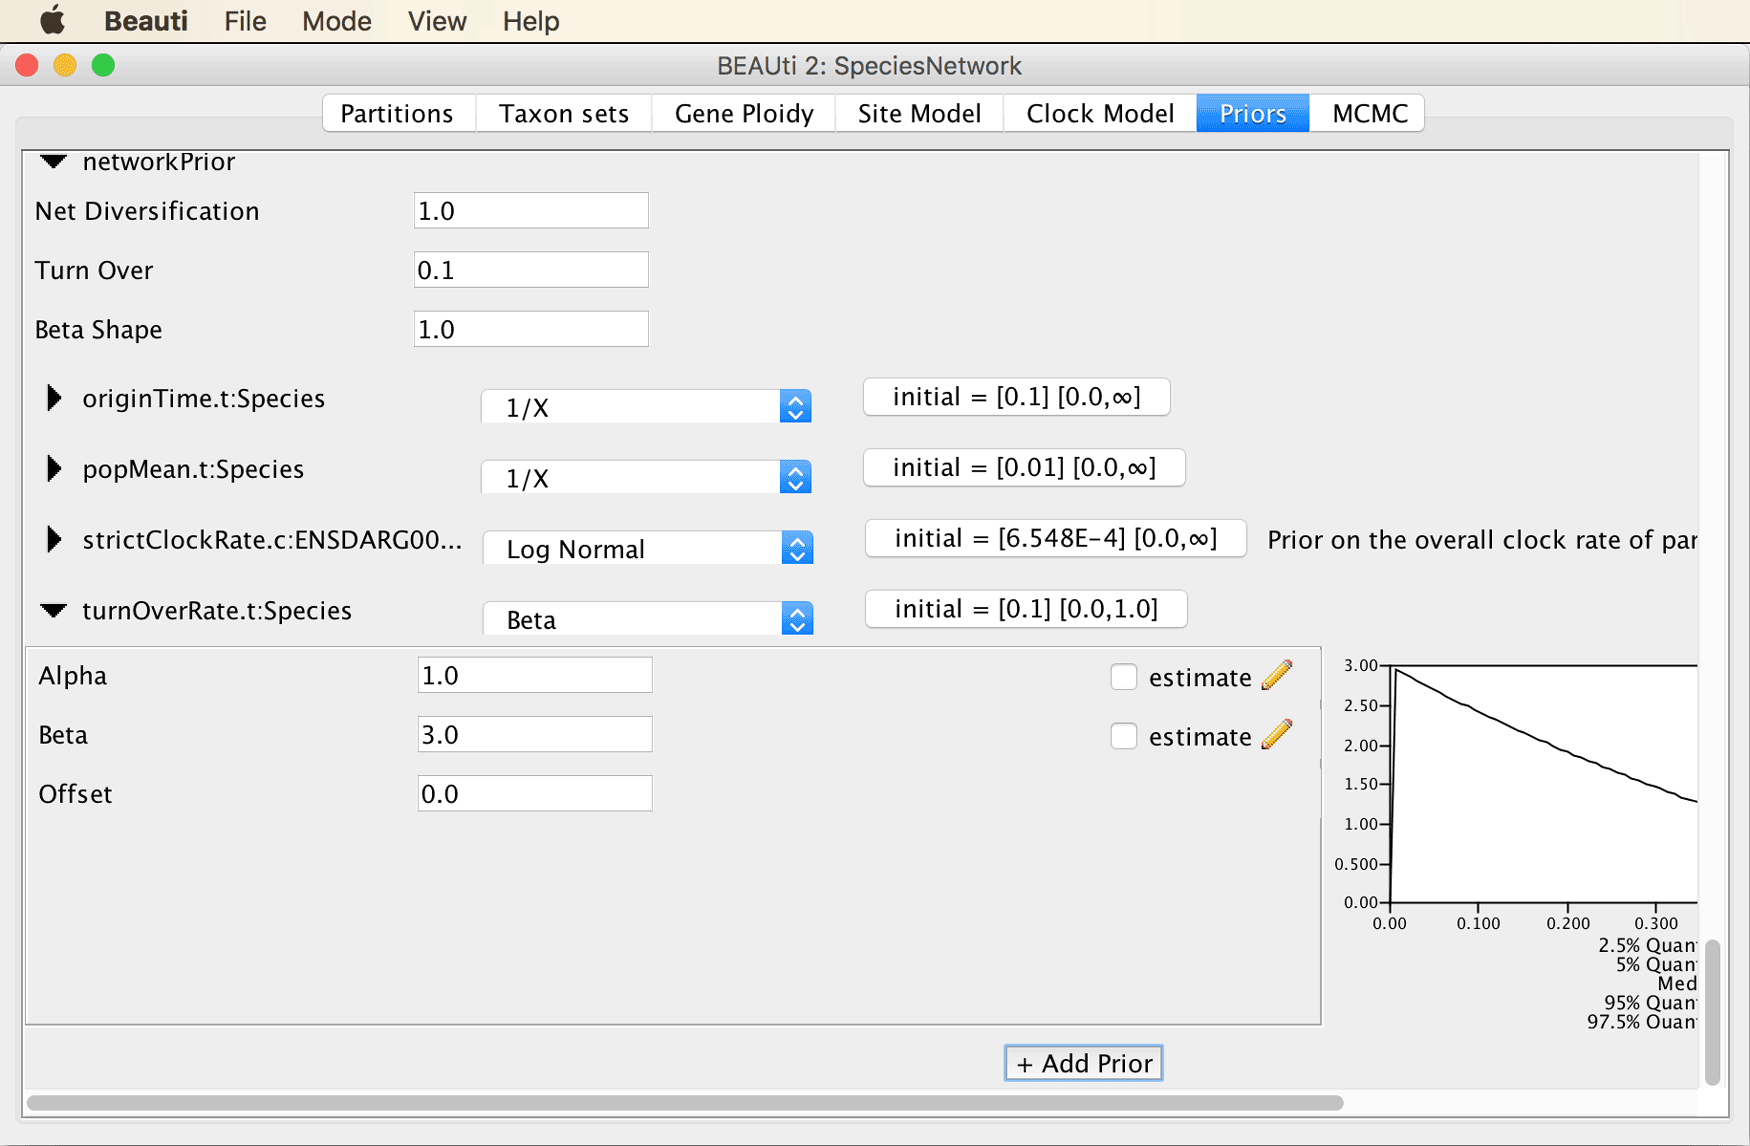 Beauti File Mode View Help
BEAUti 2: SpeciesNetwork
Partitions Taxon sets Gene Ploidy Site Model Clock Model Priors MCMC
networkPrior
Net Diversification 1.0
Turn Over 0.1
Beta Shape 1.0
originTime.t:Species 1/X initial = [0.1] [0.0,∞]
popMean.t:Species 1/X initial = [0.01] [0.0,∞]
strictClockRate.c:ENSDARG00... Log Normal initial = [6.548E-4] [0.0,∞] Prior on the overall clock rate of par
turnOverRate.t:Species Beta initial = [0.1] [0.0,1.0]
Alpha 1.0 estimate
Beta 3.0 estimate
Offset 0.0
3.00
2.50
2.00
1.50
1.00
0.500
0.00
0.00 0.100 0.200 0.300
2.5% Quan
5% Quan
Med
95% Quan
97.5% Quan
+ Add Prior